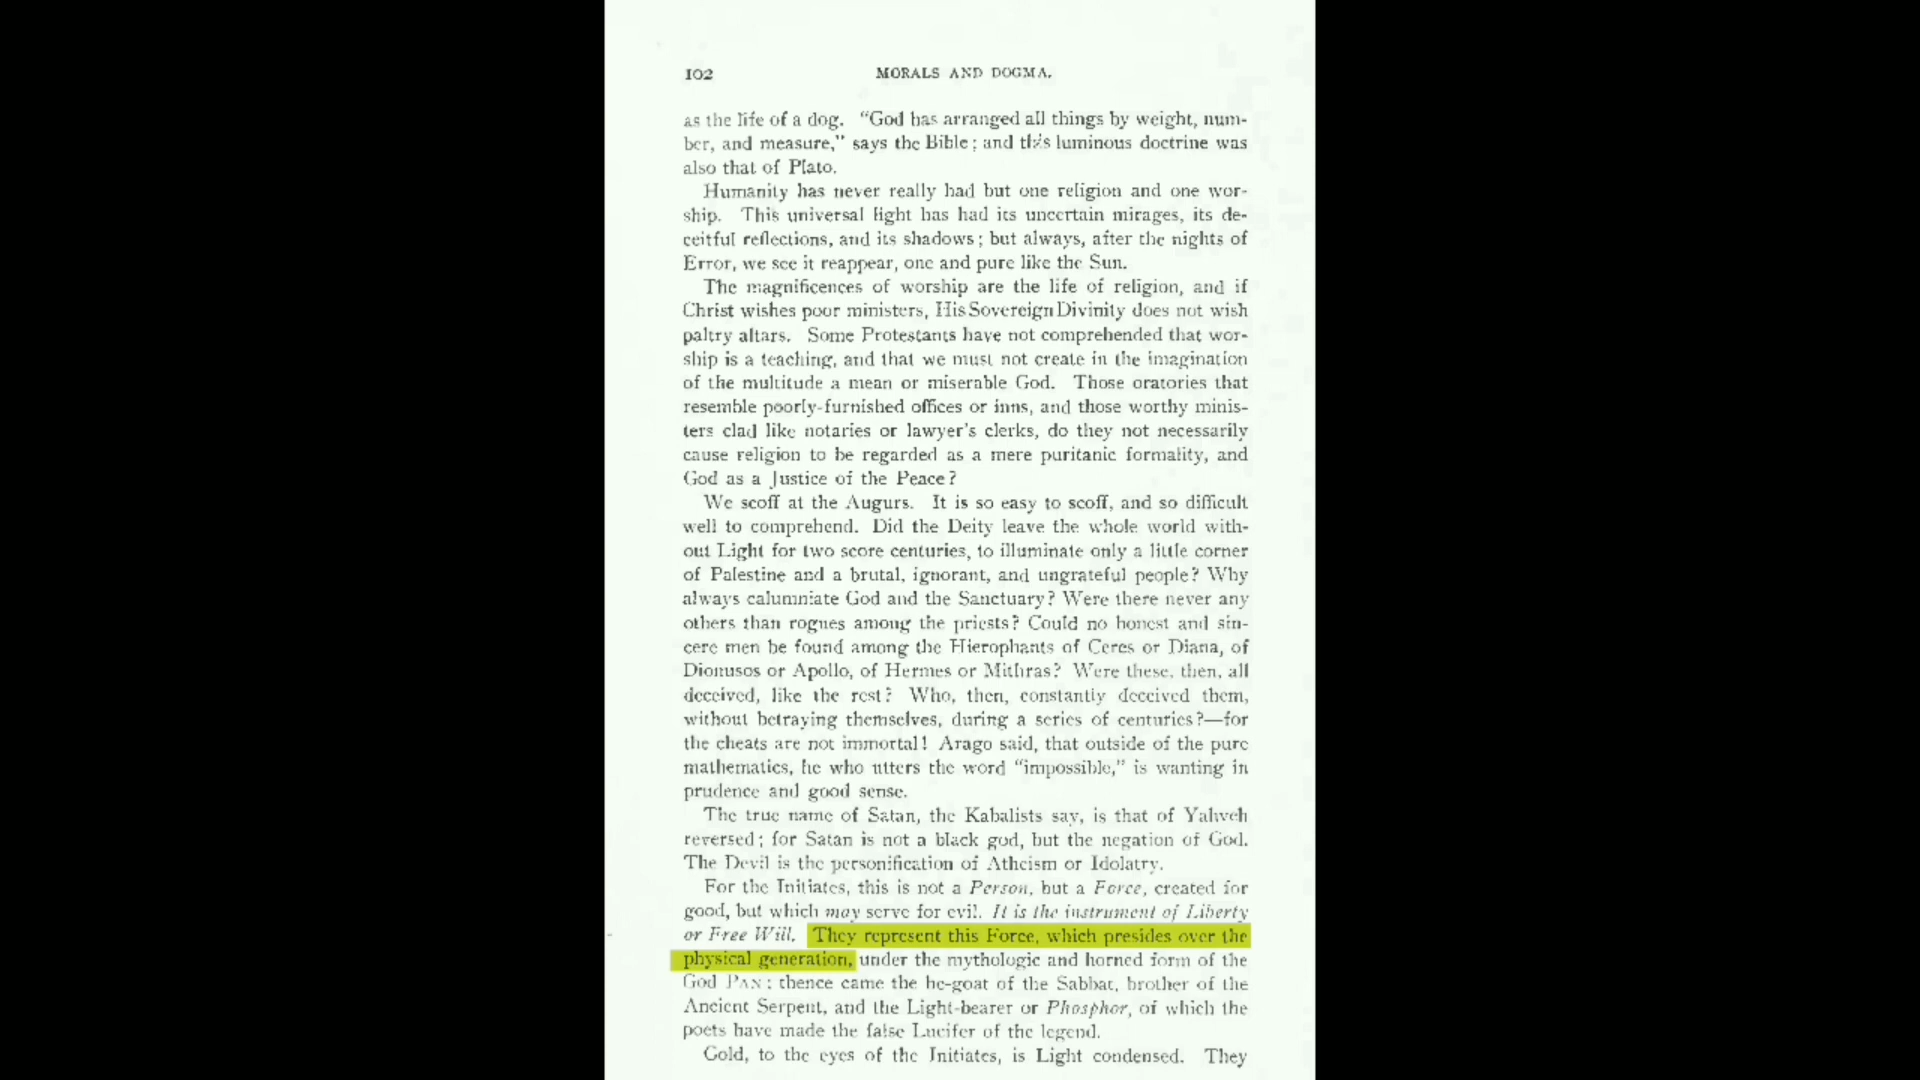 102 MORALS AND DOGMA.
as the life of a dog. "God has arranged all things by weight, num-
ber, and measure," says the Bible; and this luminous doctrine was
also that of Plato.
Humanity has never really had but one religion and one wor-
ship. This universal light has had its uncertain mirages, its de-
ceitful reflections, and its shadows; but always, after the nights of
Error, we see it reappear, one and pure like the Sun.
The magnificences of worship are the life of religion, and if
Christ wishes poor ministers, His Sovereign Divinity does not wish
paltry altars. Some Protestants have not comprehended that wor-
ship is a teaching, and that we must not create in the imagination
of the multitude a mean or miserable God. Those oratories that
resemble poorly-furnished offices or inns, and those worthy minis-
ters clad like notaries or lawyer's clerks, do they not necessarily
cause religion to be regarded as a mere puritanic formality, and
God as a Justice of the Peace?
We scoff at the Augurs. It is so easy to scoff, and so difficult
well to comprehend. Did the Deity leave the whole world with-
out Light for two score centuries, to illuminate only a little corner
of Palestine and a brutal, ignorant, and ungrateful people? Why
always calumniate God and the Sanctuary? Were there never any
others than rogues among the priests? Could no honest and sin-
cere men be found among the Hierophants of Ceres or Diana, of
Dionusos or Apollo, of Hermes or Mithras? Were these, then, all
deceived, like the rest? Who, then, constantly deceived them,
without betraying themselves, during a series of centuries?—for
the cheats are not immortal! Arago said, that outside of the pure
mathematics, he who utters the word "impossible," is wanting in
prudence and good sense.
The true name of Satan, the Kabalists say, is that of Yahveh
reversed; for Satan is not a black god, but the negation of God.
The Devil is the personification of Atheism or Idolatry.
For the Initiates, this is not a Person, but a Force, created for
good, but which may serve for evil. It is the instrument of Liberty
or Free Will. They represent this Force, which presides over the
physical generation, under the mythologic and horned form of the
God PAN; thence came the he-goat of the Sabbat, brother of the
Ancient Serpent, and the Light-bearer or Phosphor, of which the
poets have made the false Lucifer of the legend.
Gold, to the eyes of the Initiates, is Light condensed. They